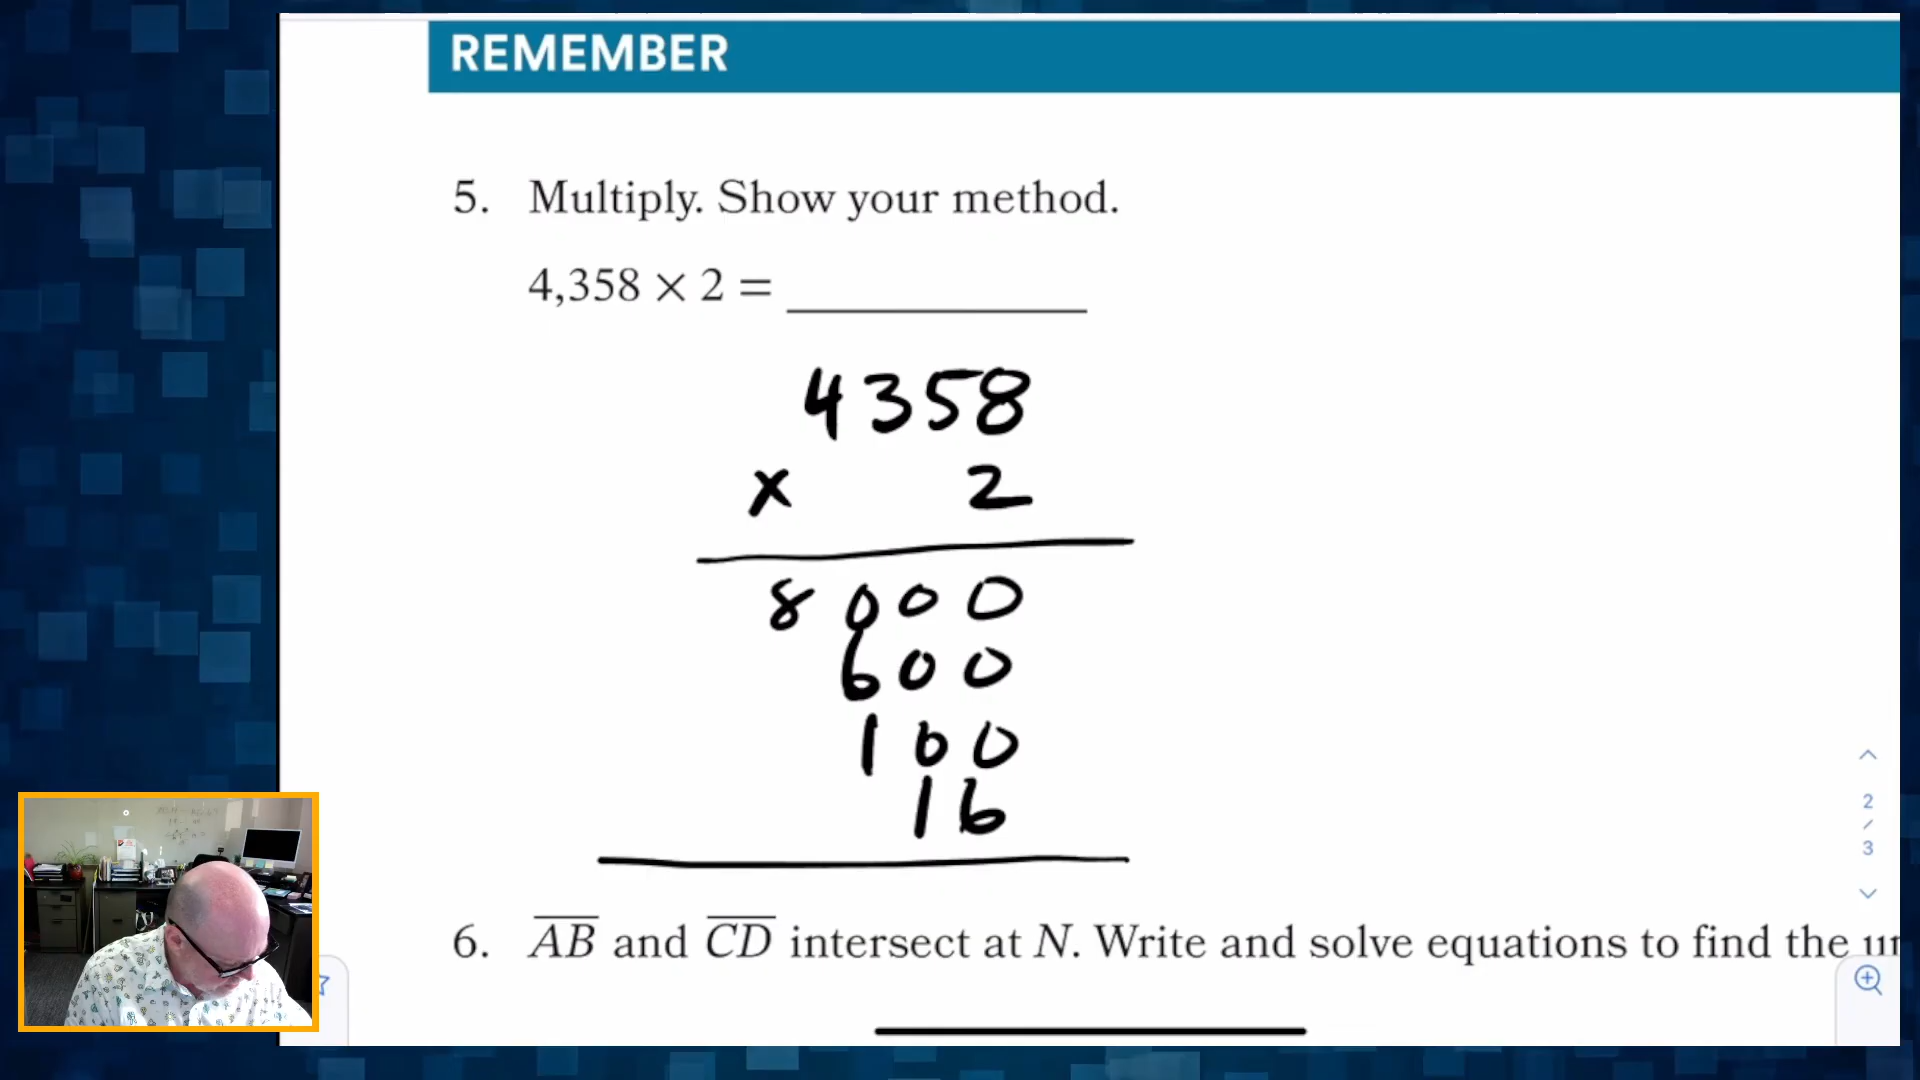 REMEMBER
5. Multiply. Show your method.
4,358 × 2 = __________
4358
x 2
8000
600
100
16
2
/
3
6. AB and CD intersect at N. Write and solve equations to find the